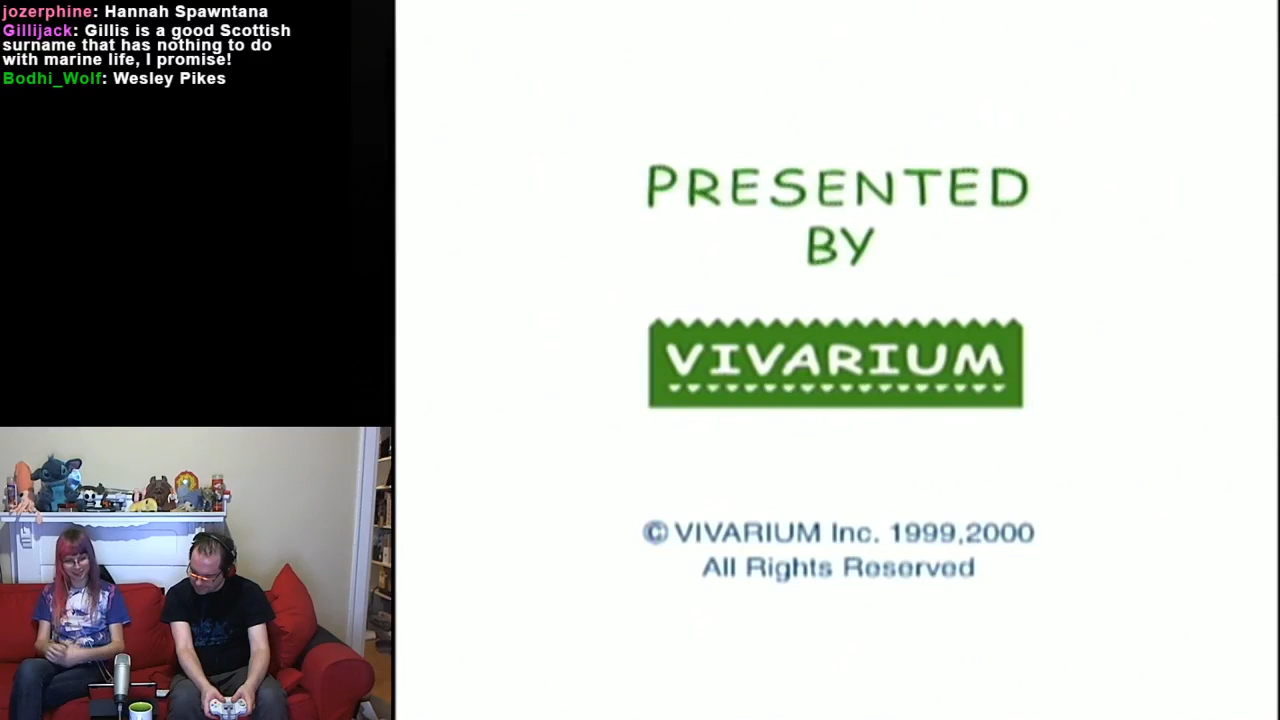 jozerphine: Hannah Spawntana
Gillijack: Gillis is a good Scottish
surname that has nothing to do
with marine life, I promise!
Bodhi_Wolf: Wesley Pikes
PRESENTED
BY
VIVARIUM
© VIVARIUM Inc. 1999,2000
All Rights Reserved